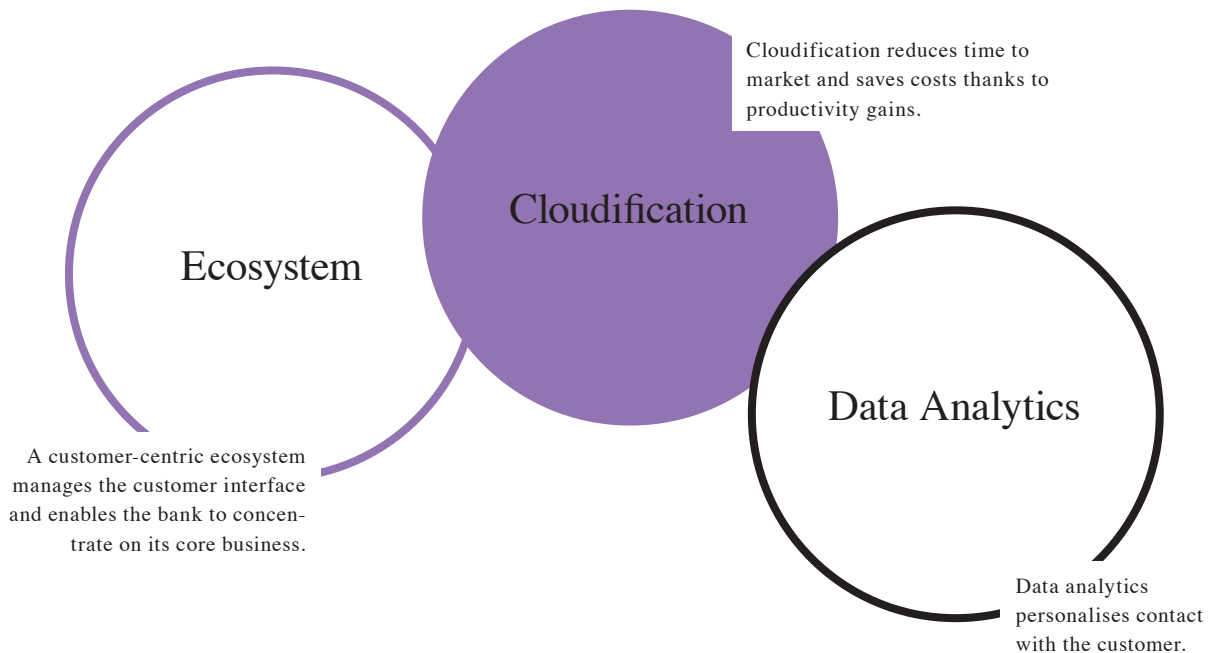 Ecosystem
A customer-centric ecosystem
manages the customer interface
and enables the bank to concen-
trate on its core business.
Cloudification
Cloudification reduces time to
market and saves costs thanks to
productivity gains.
Data Analytics
Data analytics
personalises contact
with the customer.